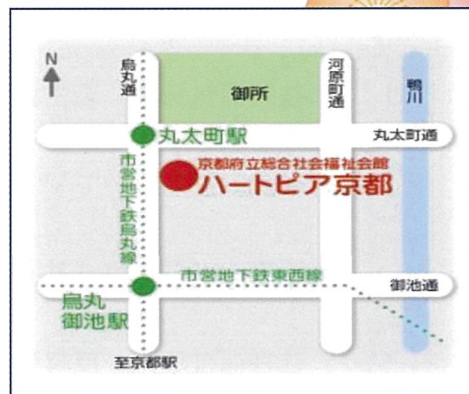 N
烏丸通
御所
河原町通
鴨川
丸太町駅
丸太町通
京都府立総合社会福祉会館
ハートピア京都
市営地下鉄烏丸線
市営地下鉄東西線
御池通
烏丸
御池駅
至京都駅